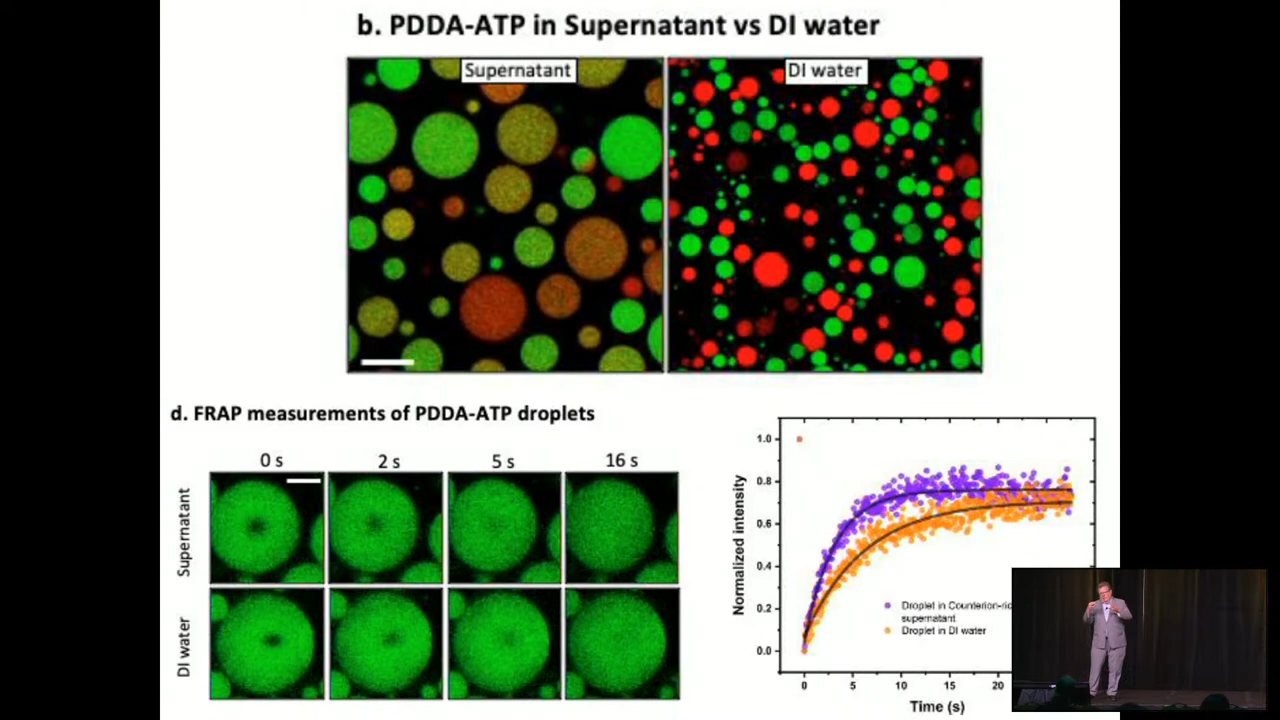 b. PDDA-ATP in Supernatant vs DI water
Supernatant
DI water
d. FRAP measurements of PDDA-ATP droplets
0 s
2 s
5 s
16 s
Supernatant
DI water
Normalized intensity
1.0
0.8
0.6
0.4
0.2
0.0
Droplet in
supernatant
Droplet in DI water
0
5
10
15
20
Time (s)